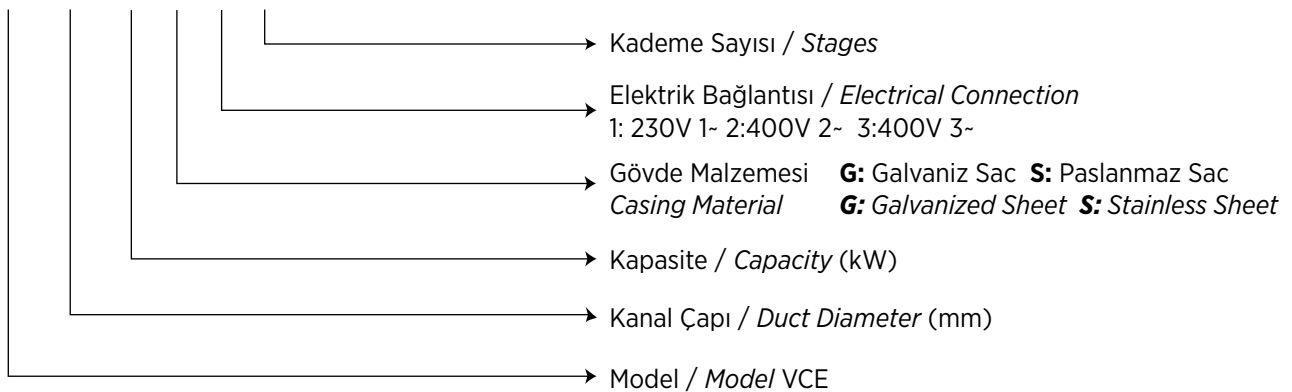 Kademe Sayısı / Stages
Elektrik Bağlantısı / Electrical Connection
1: 230V 1~ 2:400V 2~ 3:400V 3~
Gövde Malzemesi G: Galvaniz Sac S: Paslanmaz Sac
Casing Material G: Galvanized Sheet S: Stainless Sheet
Kapasite / Capacity (kW)
Kanal Çapı / Duct Diameter (mm)
Model / Model VCE